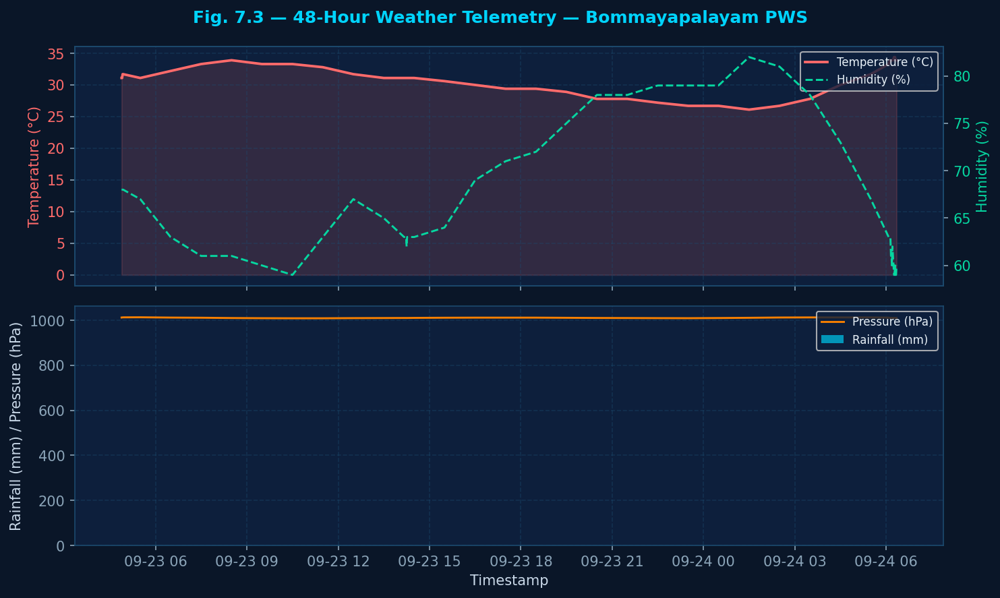 Fig. 7.3 — 48-Hour Weather Telemetry — Bommayapalayam PWS
35
30
25
20
15
10
5
0
Temperature (°C)
Temperature (°C)
Humidity (%)
80
75
70
65
60
Humidity (%)
1000
800
600
400
200
0
Rainfall (mm) / Pressure (hPa)
Pressure (hPa)
Rainfall (mm)
09-23 06 09-23 09 09-23 12 09-23 15 09-23 18 09-23 21 09-24 00 09-24 03 09-24 06
Timestamp